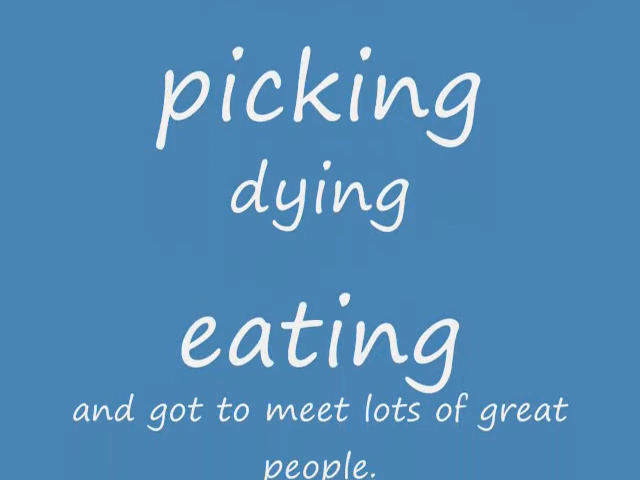 picking
dying
eating
and got to meet lots of great
people.